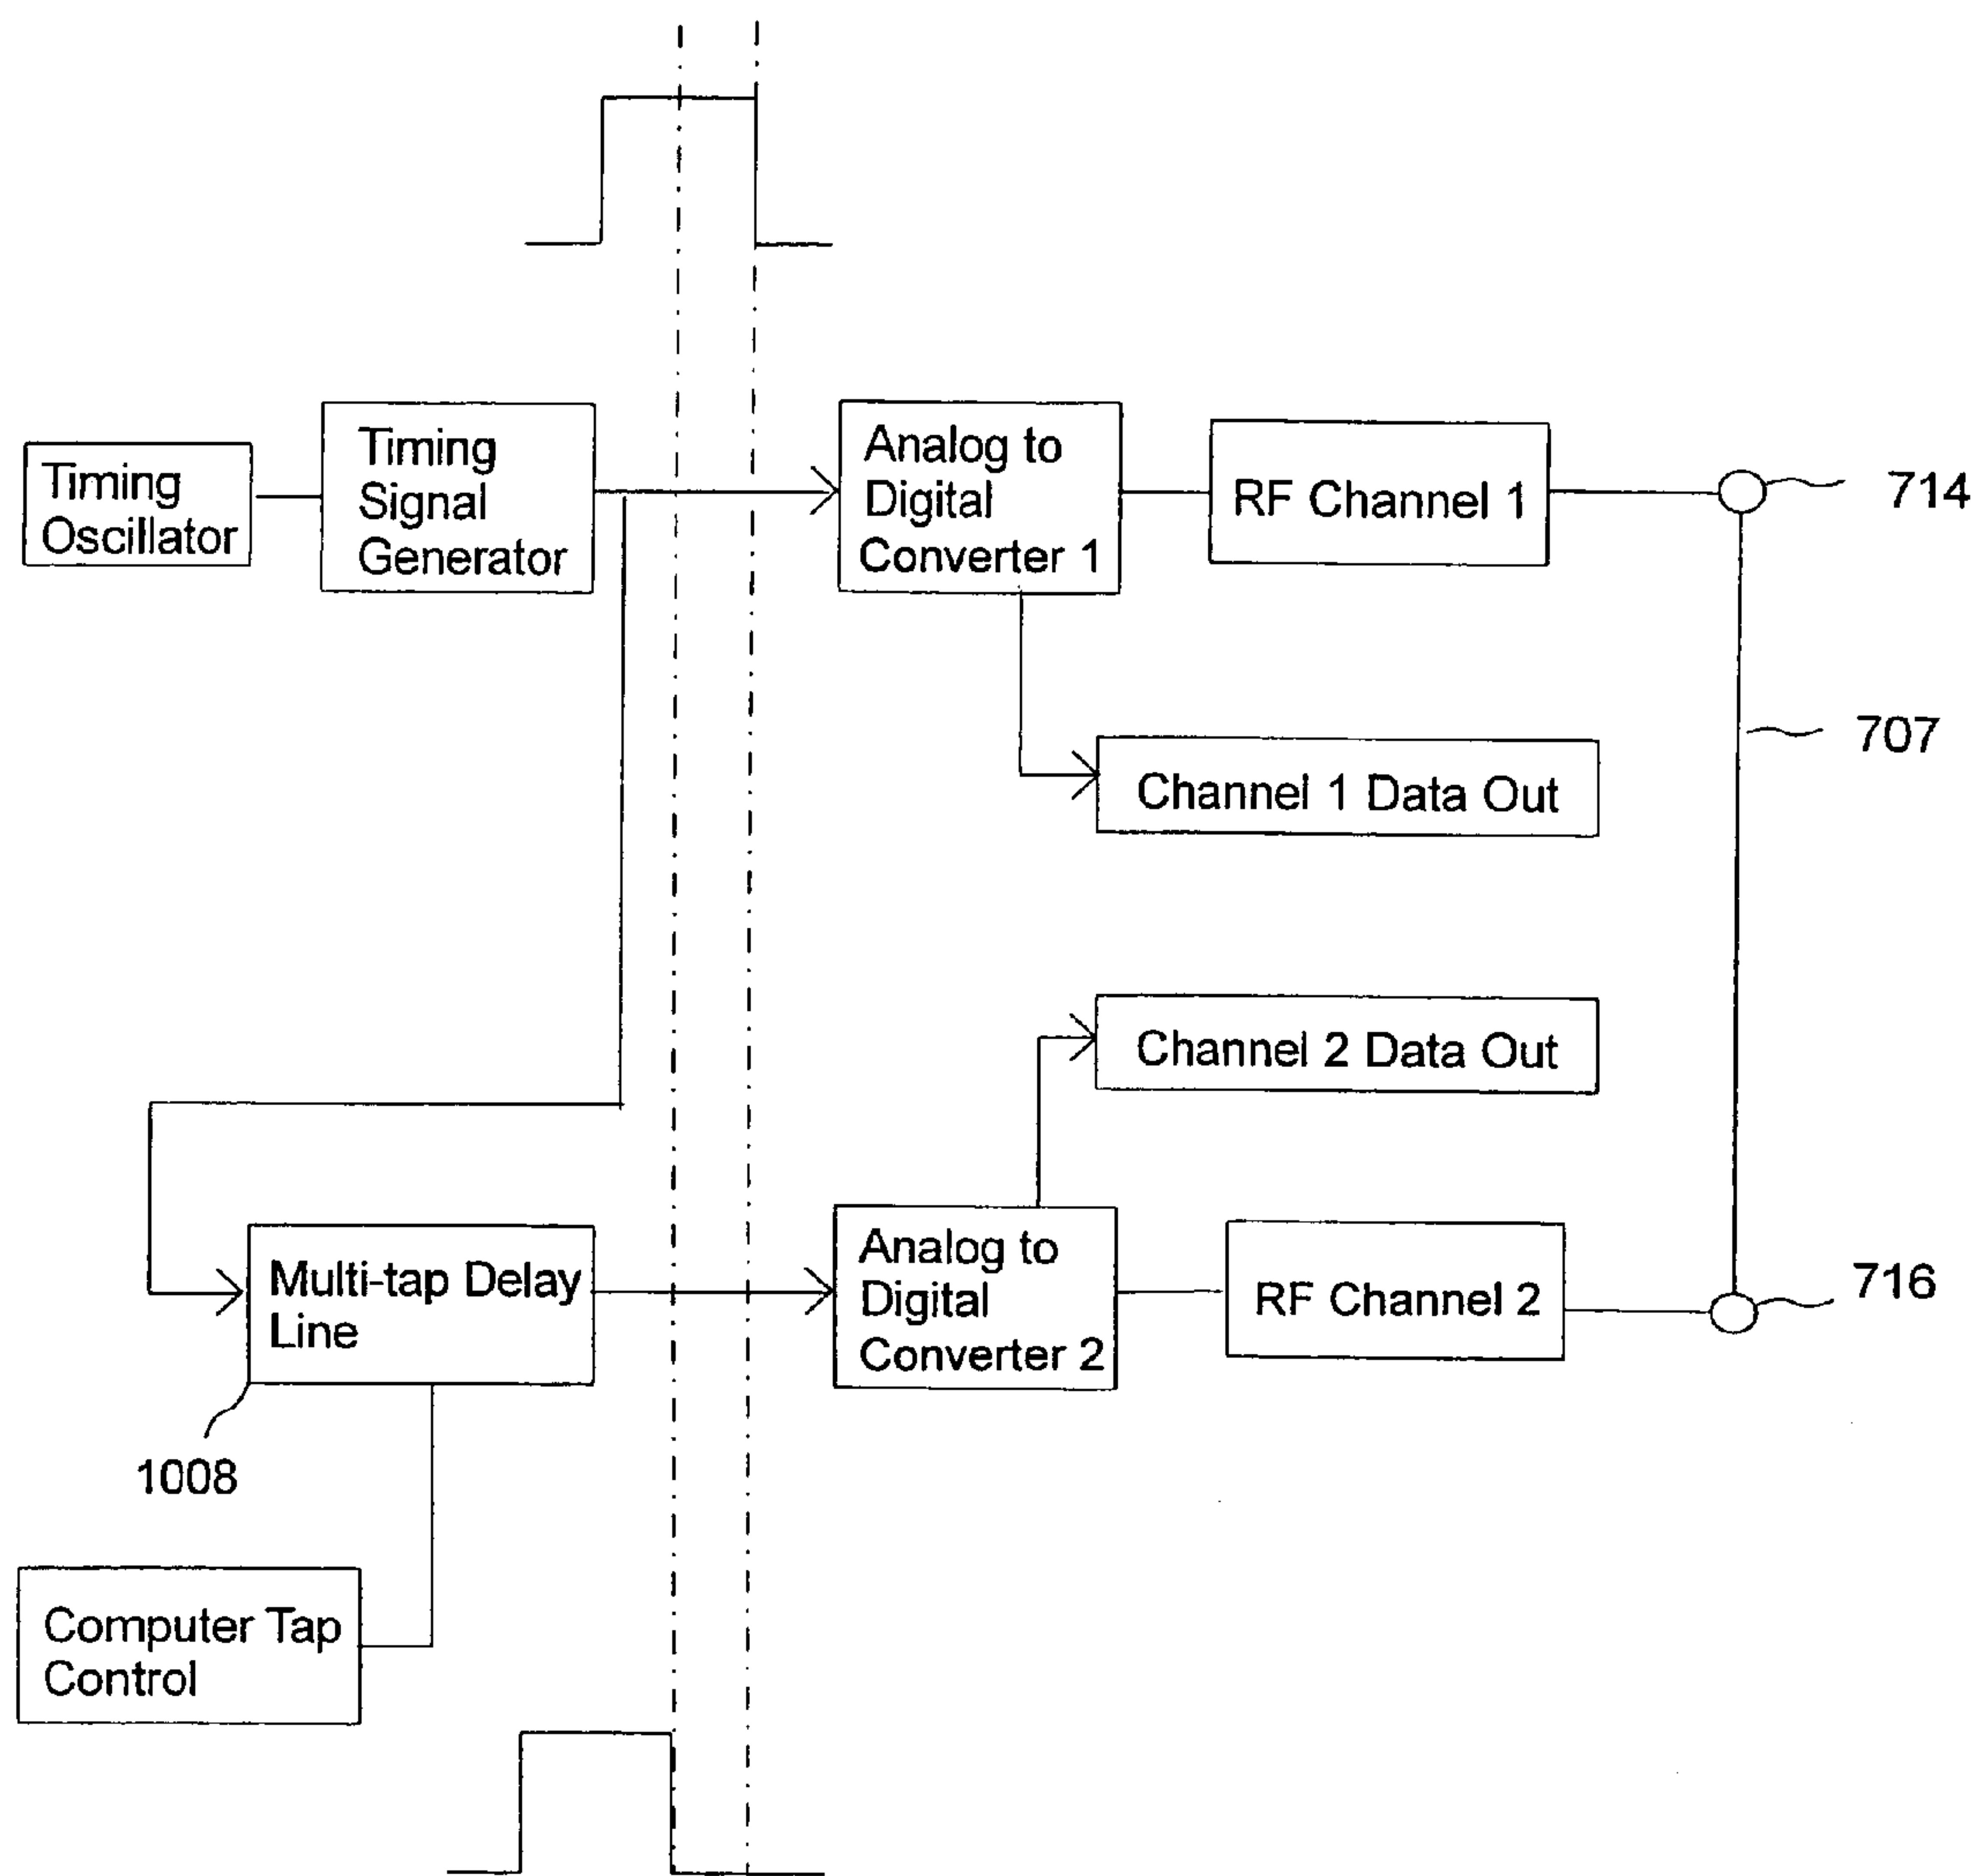 Timing
Oscillator
Timing
Signal
Generator
Analog to
Digital
Converter 1
RF Channel 1
714
707
Channel 1 Data Out
Channel 2 Data Out
Multi-tap Delay
Line
1008
Analog to
Digital
Converter 2
RF Channel 2
716
Computer Tap
Control